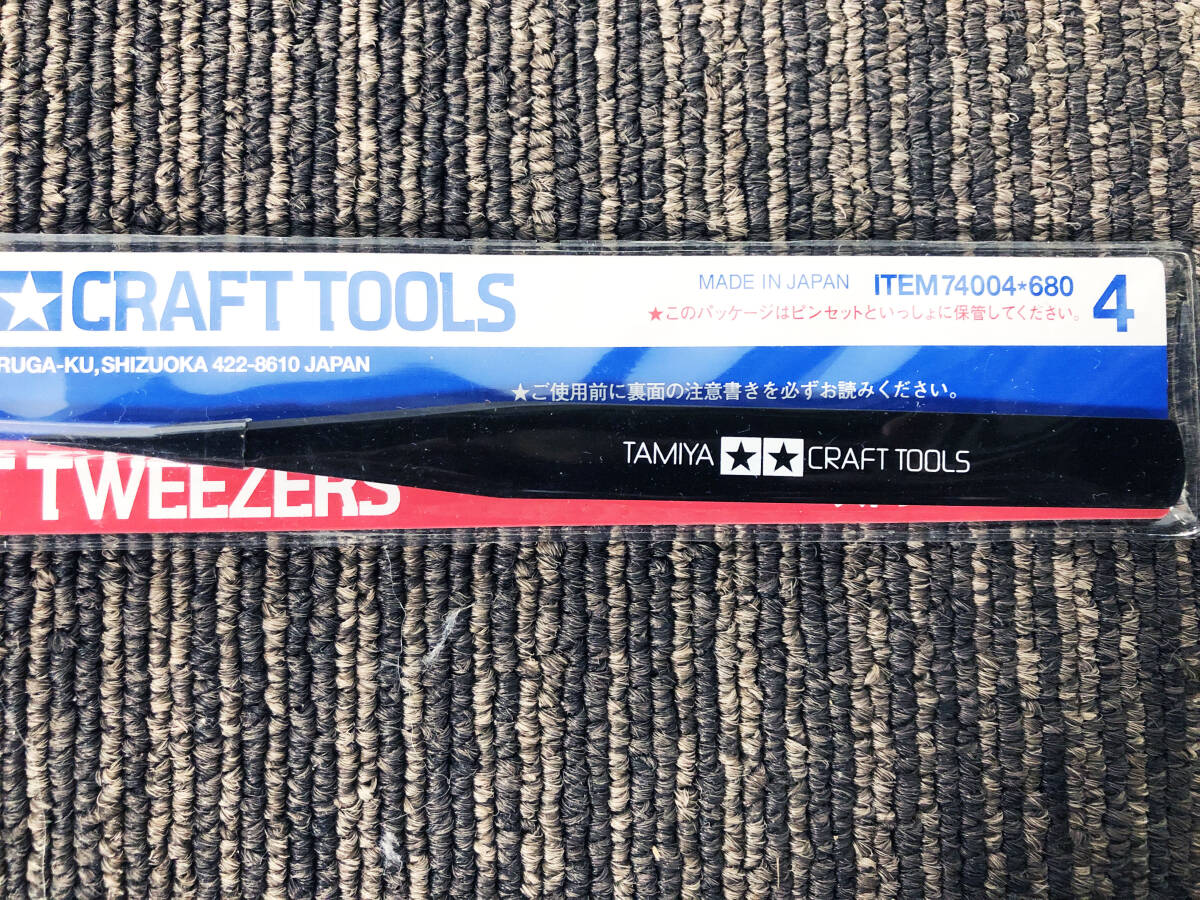 CRAFT TOOLS
MADE IN JAPAN ITEM 74004*680 4
★このパッケージはピンセットといっしょに保管してください。
RUGA-KU, SHIZUOKA 422-8610 JAPAN
★ご使用前に裏面の注意書きを必ずお読みください。
TAMIYA CRAFT TOOLS
TWEEZERS